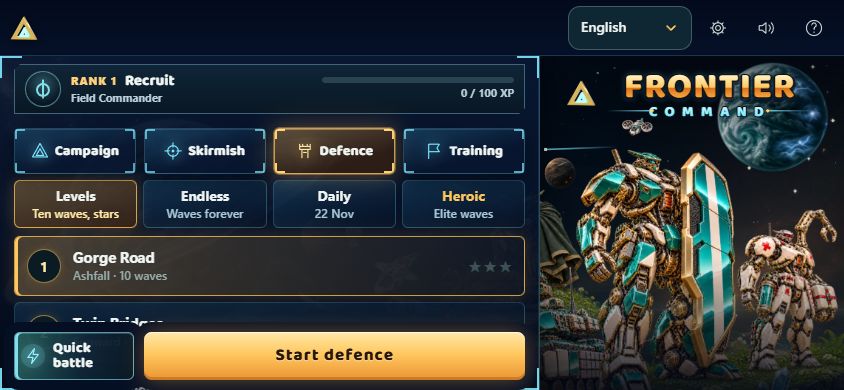 English
RANK 1 Recruit
Field Commander
0 / 100 XP
FRONTIER
COMMAND
Campaign
Skirmish
Defence
Training
Levels
Ten waves, stars
Endless
Waves forever
Daily
22 Nov
Heroic
Elite waves
1
Gorge Road
Ashfall · 10 waves
Twin Bridges
Quick
battle
Start defence